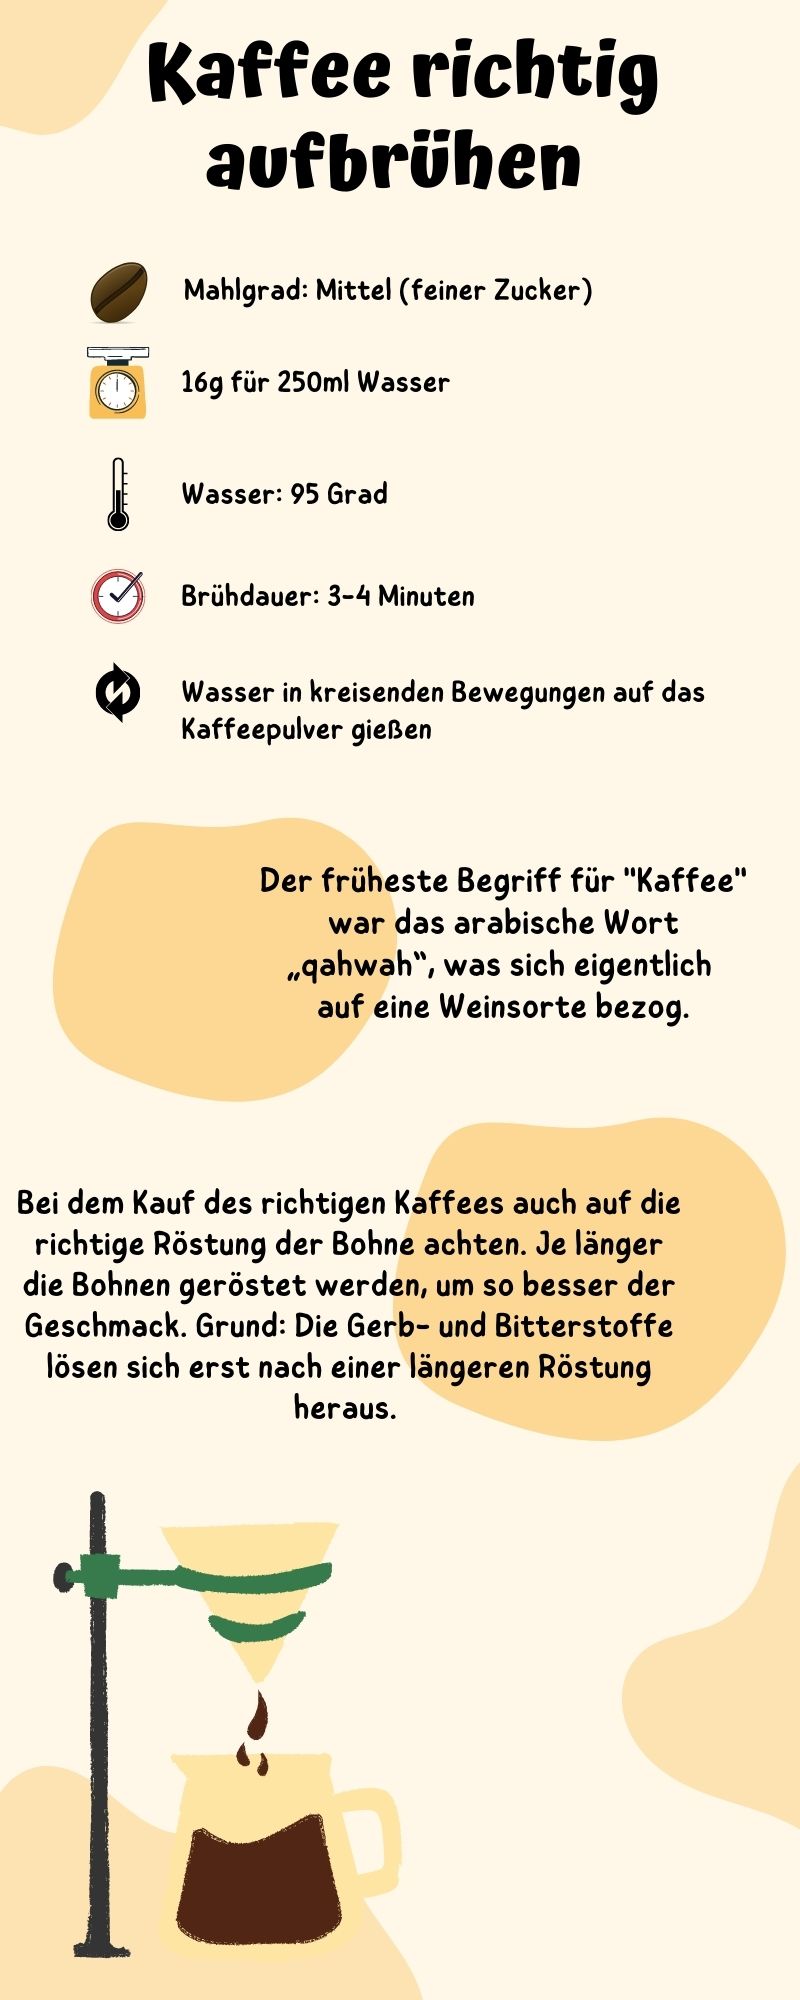 Kaffee richtig
aufbrühen
Mahlgrad: Mittel (feiner Zucker)
16g für 250ml Wasser
Wasser: 95 Grad
Brühdauer: 3-4 Minuten
Wasser in kreisenden Bewegungen auf das
Kaffeepulver gießen
Der früheste Begriff für "Kaffee"
war das arabische Wort
„qahwah“, was sich eigentlich
auf eine Weinsorte bezog.
Bei dem Kauf des richtigen Kaffees auch auf die
richtige Röstung der Bohne achten. Je länger
die Bohnen geröstet werden, um so besser der
Geschmack. Grund: Die Gerb- und Bitterstoffe
lösen sich erst nach einer längeren Röstung
heraus.